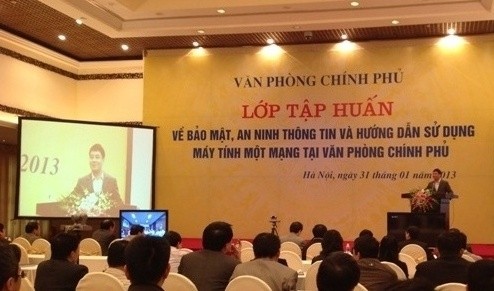 VĂN PHÒNG CHÍNH PHỦ
LỚP TẬP HUẤN
VỀ BẢO MẬT, AN NINH THÔNG TIN VÀ HƯỚNG DẪN SỬ DỤNG
MÁY TÍNH MỘT MẠNG TẠI VĂN PHÒNG CHÍNH PHỦ
Hà Nội, ngày 31 tháng 01 năm 2013
2013